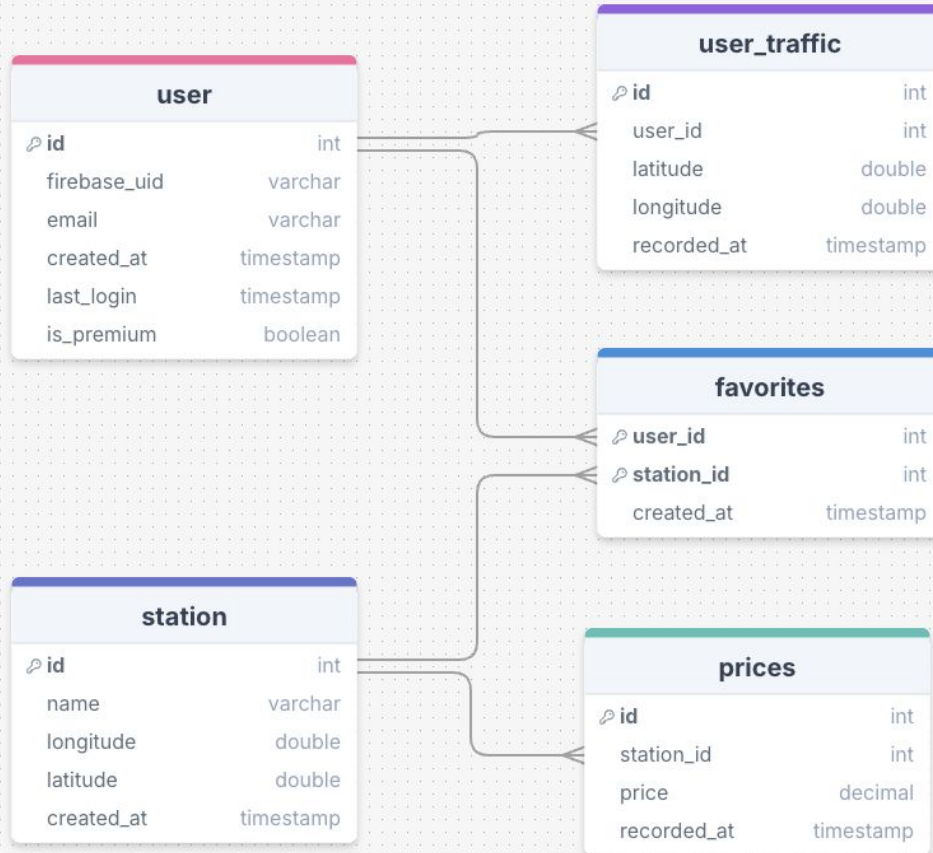 user
id int
firebase_uid varchar
email varchar
created_at timestamp
last_login timestamp
is_premium boolean
user_traffic
id int
user_id int
latitude double
longitude double
recorded_at timestamp
favorites
user_id int
station_id int
created_at timestamp
station
id int
name varchar
longitude double
latitude double
created_at timestamp
prices
id int
station_id int
price decimal
recorded_at timestamp